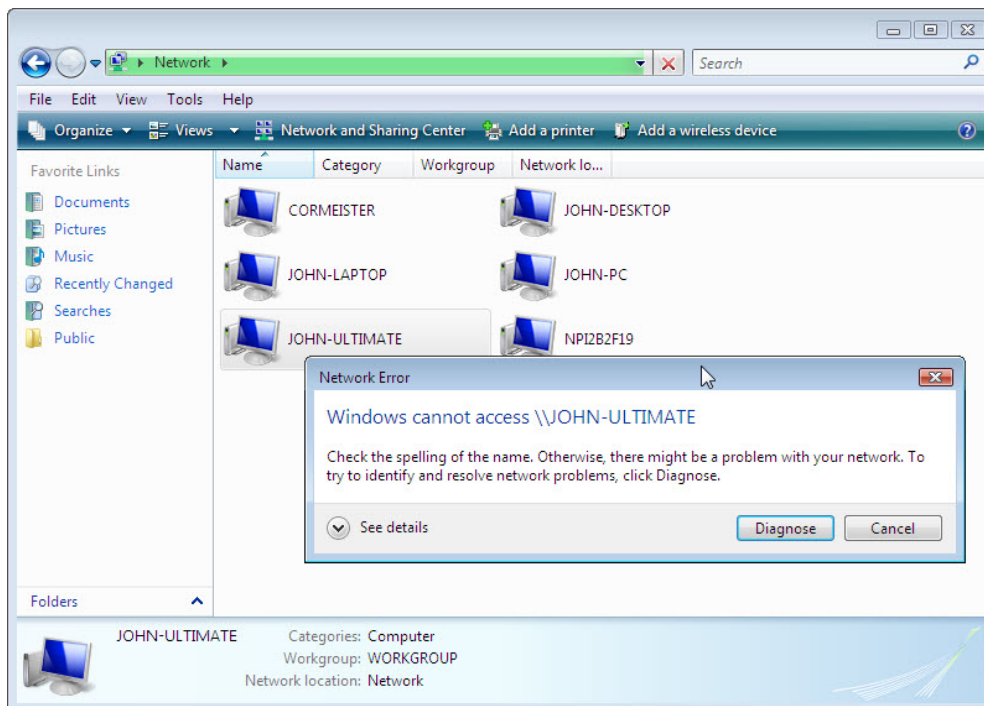 Network
Search
File Edit View Tools Help
Organize Views Network and Sharing Center Add a printer Add a wireless device
Favorite Links
Documents
Pictures
Music
Recently Changed
Searches
Public
Folders
Name Category Workgroup Network lo...
CORMEISTER JOHN-DESKTOP
JOHN-LAPTOP JOHN-PC
JOHN-ULTIMATE NPI2B2F19
Network Error
Windows cannot access \\JOHN-ULTIMATE
Check the spelling of the name. Otherwise, there might be a problem with your network. To
try to identify and resolve network problems, click Diagnose.
See details Diagnose Cancel
JOHN-ULTIMATE Categories: Computer
Workgroup: WORKGROUP
Network location: Network